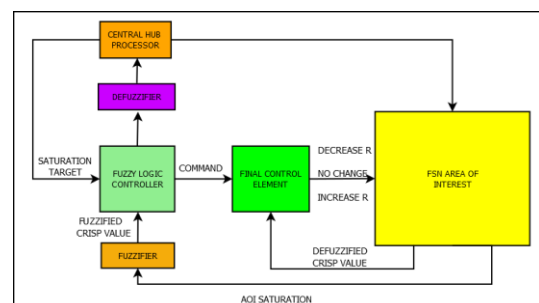 CENTRAL HUB
PROCESSOR
DEFUZZIFIER
SATURATION
TARGET
FUZZY LOGIC
CONTROLLER
COMMAND
FINAL CONTROL
ELEMENT
DECREASE R
NO CHANGE
INCREASE R
FSN AREA OF
INTEREST
FUZZIFIED
CRISP VALUE
DEFUZZIFIED
CRISP VALUE
FUZZIFIER
AOI SATURATION